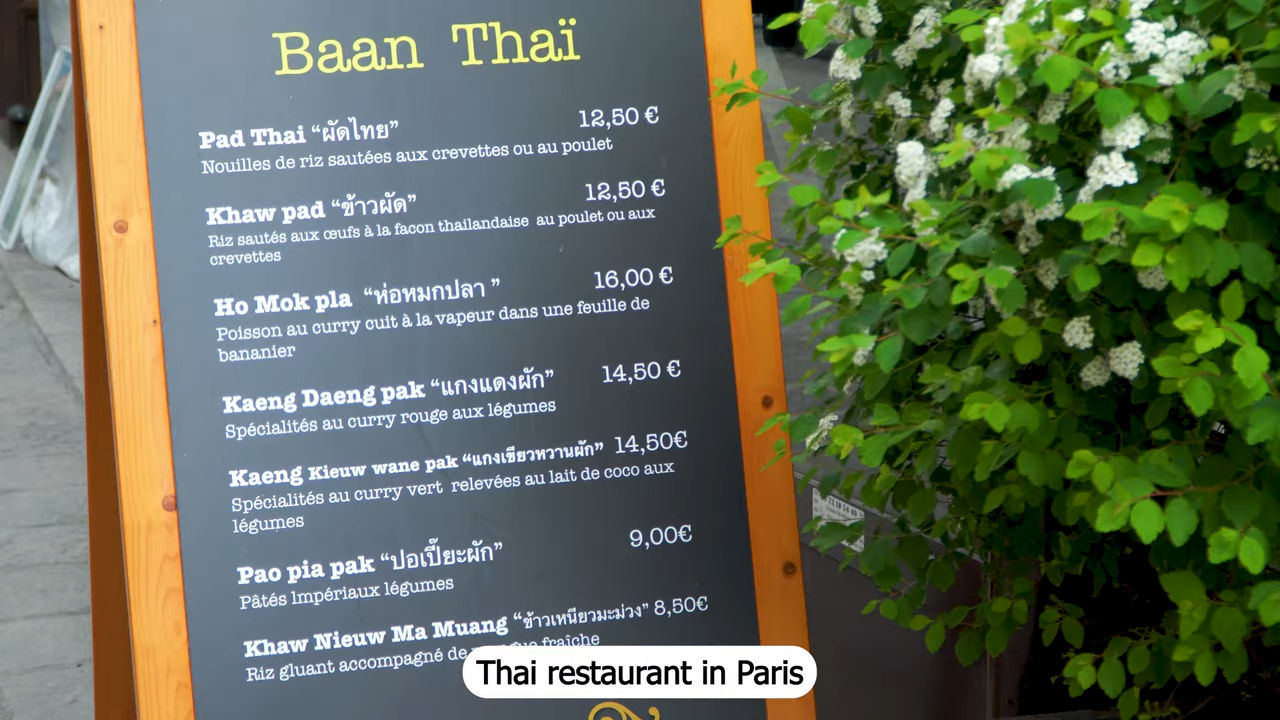 Baan Thaï
Pad Thai “ผัดไทย” 12,50 €
Nouilles de riz sautées aux crevettes ou au poulet
Khaw pad “ข้าวผัด” 12,50 €
Riz sautés aux œufs à la facon thailandaise au poulet ou aux
crevettes
Ho Mok pla “ห่อหมกปลา ” 16,00 €
Poisson au curry cuit à la vapeur dans une feuille de
bananier
Kaeng Daeng pak “แกงแดงผัก” 14,50 €
Spécialités au curry rouge aux légumes
Kaeng Kieuw wane pak “แกงเขียวหวานผัก” 14,50€
Spécialités au curry vert relevées au lait de coco aux
légumes
Pao pia pak “ปอเปี๊ยะผัก” 9,00€
Pâtés lmpériaux légumes
Khaw Nieuw Ma Muang “ข้าวเหนียวมะม่วง” 8,50€
Riz gluant accompagné de fraîche
Thai restaurant in Paris